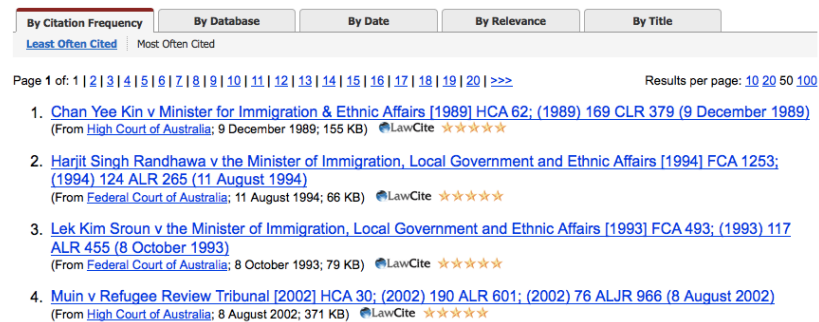 By Citation Frequency By Database By Date By Relevance By Title
Least Often Cited Most Often Cited
Page 1 of: 1 | 2 | 3 | 4 | 5 | 6 | 7 | 8 | 9 | 10 | 11 | 12 | 13 | 14 | 15 | 16 | 17 | 18 | 19 | 20 | >>> Results per page: 10 20 50 100
1. Chan Yee Kin v Minister for Immigration & Ethnic Affairs [1989] HCA 62; (1989) 169 CLR 379 (9 December 1989)
(From High Court of Australia; 9 December 1989; 155 KB) LawCite
2. Harjit Singh Randhawa v the Minister of Immigration, Local Government and Ethnic Affairs [1994] FCA 1253;
(1994) 124 ALR 265 (11 August 1994)
(From Federal Court of Australia; 11 August 1994; 66 KB) LawCite
3. Lek Kim Sroun v the Minister of Immigration, Local Government and Ethnic Affairs [1993] FCA 493; (1993) 117
ALR 455 (8 October 1993)
(From Federal Court of Australia; 8 October 1993; 79 KB) LawCite
4. Muin v Refugee Review Tribunal [2002] HCA 30; (2002) 190 ALR 601; (2002) 76 ALJR 966 (8 August 2002)
(From High Court of Australia; 8 August 2002; 371 KB) LawCite